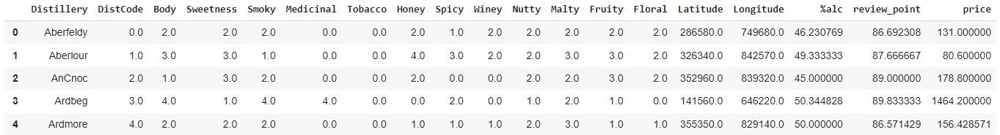 Distillery DistCode Body Sweetness Smoky Medicinal Tobacco Honey Spicy Winey Nutty Malty Fruity Floral Latitude Longitude %alc review_point price
0 Aberfeldy 0.0 2.0 2.0 2.0 0.0 0.0 2.0 1.0 2.0 2.0 2.0 2.0 2.0 286580.0 749680.0 46.230769 86.692308 131.000000
1 Aberlour 1.0 3.0 3.0 1.0 0.0 0.0 4.0 3.0 2.0 2.0 3.0 3.0 2.0 326340.0 842570.0 49.333333 87.666667 80.600000
2 AnCnoc 2.0 1.0 3.0 2.0 0.0 0.0 2.0 0.0 0.0 2.0 2.0 3.0 2.0 352960.0 839320.0 45.000000 89.000000 178.800000
3 Ardbeg 3.0 4.0 1.0 4.0 4.0 0.0 0.0 2.0 0.0 1.0 2.0 1.0 0.0 141560.0 646220.0 50.344828 89.833333 1464.200000
4 Ardmore 4.0 2.0 2.0 2.0 0.0 0.0 1.0 1.0 1.0 2.0 3.0 1.0 1.0 355350.0 829140.0 50.000000 86.571429 156.428571